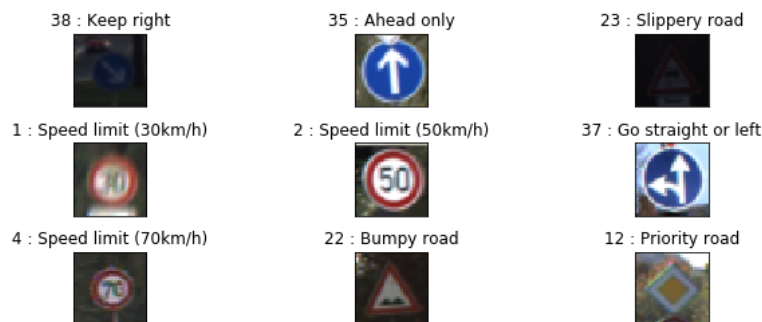 38 : Keep right
35 : Ahead only
23 : Slippery road
1 : Speed limit (30km/h)
2 : Speed limit (50km/h)
37 : Go straight or left
50
4 : Speed limit (70km/h)
22 : Bumpy road
12 : Priority road
70